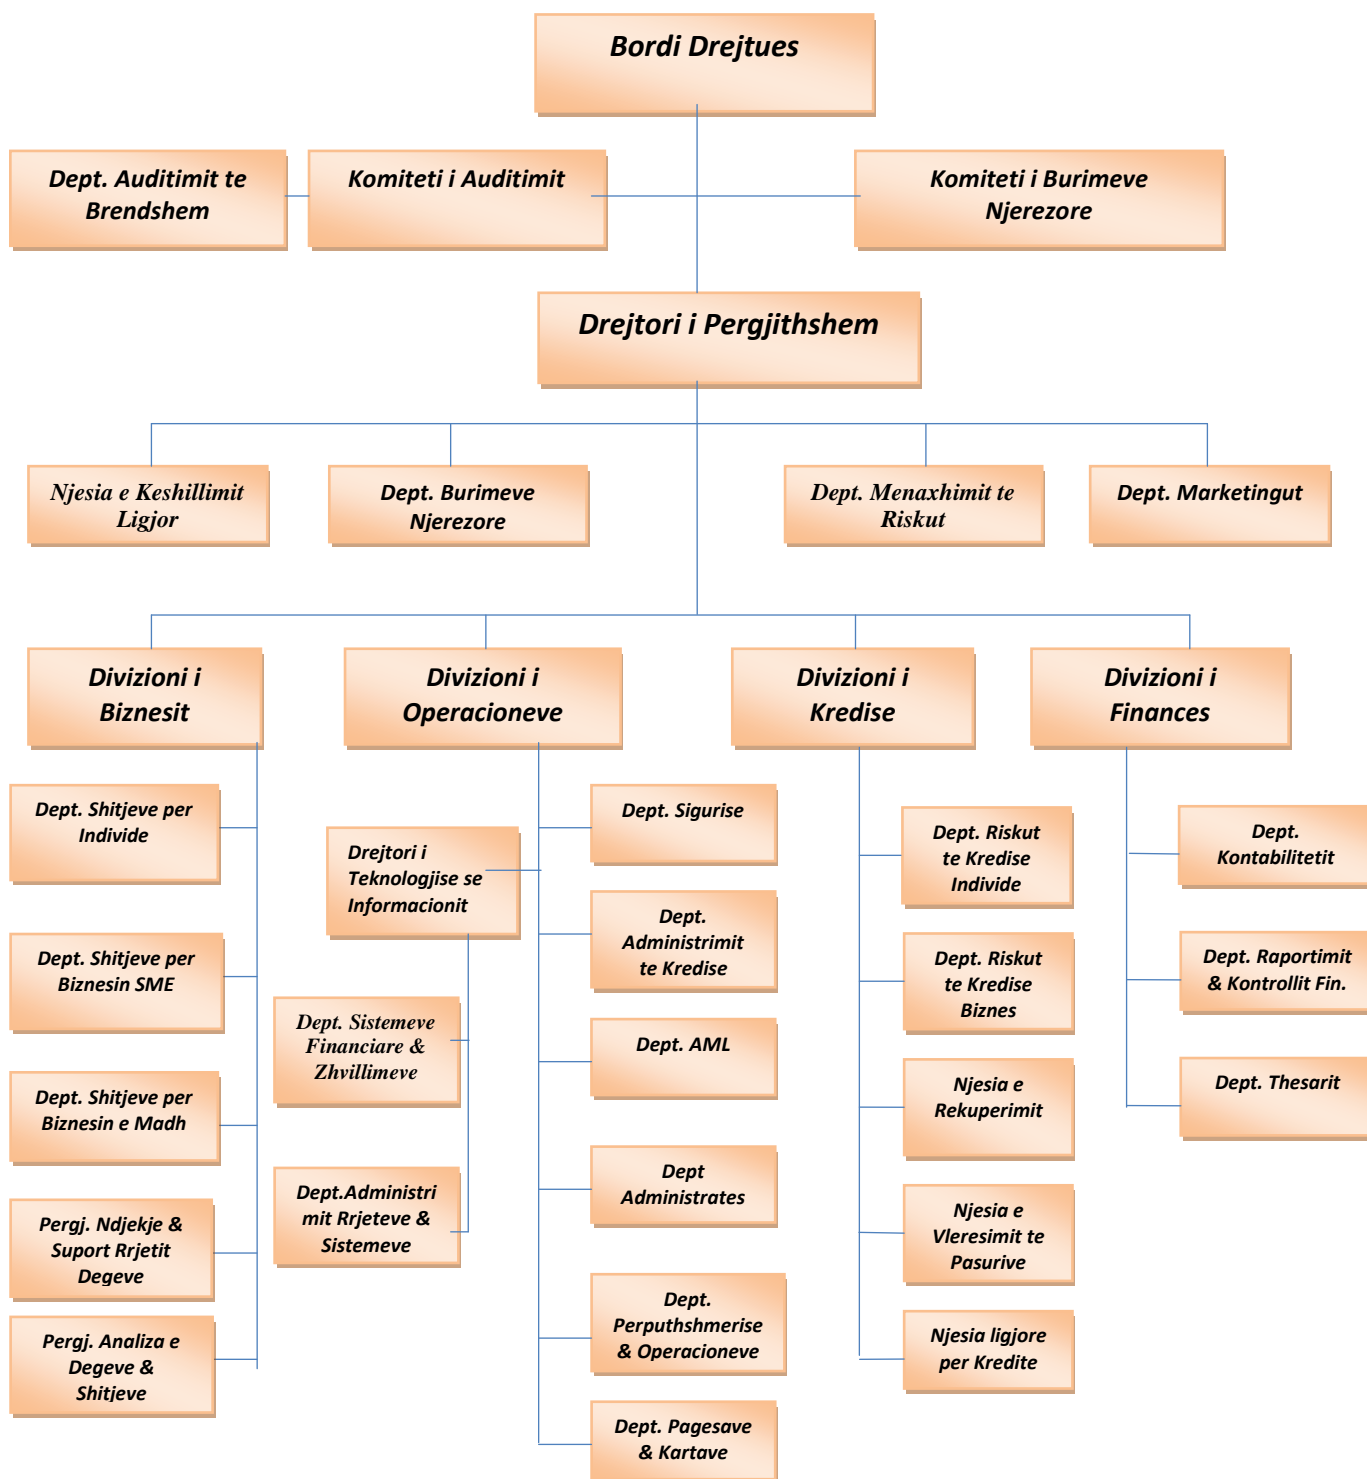 Bordi Drejtues
Dept. Auditimit te
Brendshem
Komiteti i Auditimit
Komiteti i Burimeve
Njerezore
Drejtori i Pergjithshem
Njesia e Keshillimit
Ligjor
Dept. Burimeve
Njerezore
Dept. Menaxhimit te
Riskut
Dept. Marketingut
Divizioni i
Biznesit
Divizioni i
Operacioneve
Divizioni i
Kredise
Divizioni i
Finances
Dept. Shitjeve per
Individe
Dept. Shitjeve per
Biznesin SME
Dept. Shitjeve per
Biznesin e Madh
Pergj. Ndjekje &
Suport Rrjetit
Degeve
Pergj. Analiza e
Degeve &
Shitjeve
Drejtori i
Teknologjise se
Informacionit
Dept. Sistemeve
Financiare &
Zhvillimeve
Dept.Administri
mit Rrjeteve &
Sistemeve
Dept. Sigurise
Dept.
Administrimit
te Kredise
Dept. AML
Dept
Administrates
Dept.
Perputhshmerise
& Operacioneve
Dept. Pagesave
& Kartave
Dept. Riskut
te Kredise
Individe
Dept. Riskut
te Kredise
Biznes
Njesia e
Rekuperimit
Njesia e
Vleresimit te
Pasurive
Njesia ligjore
per Kredite
Dept.
Kontabilitetit
Dept. Raportimit
& Kontrollit Fin.
Dept. Thesarit